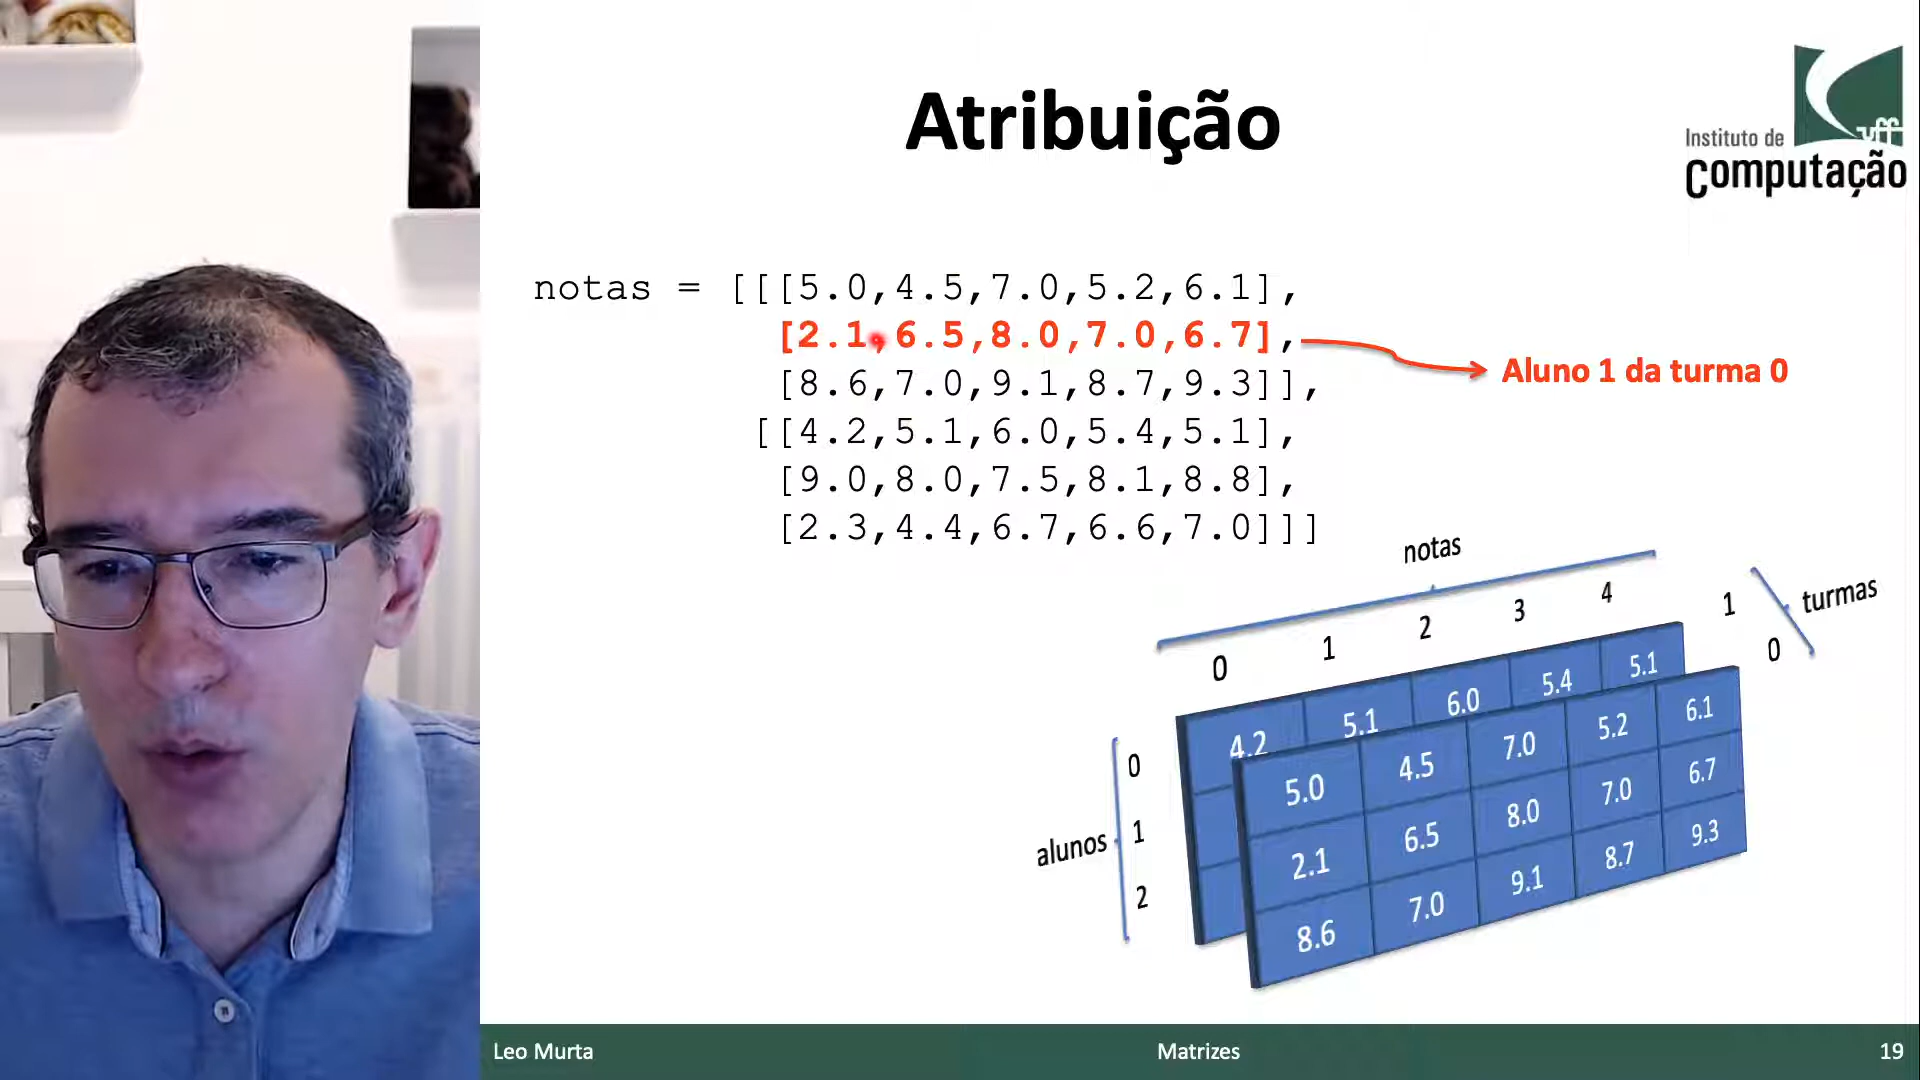 Atribuição
Instituto de
uff
Computação
notas = [[[5.0,4.5,7.0,5.2,6.1],
[2.1,6.5,8.0,7.0,6.7],
[8.6,7.0,9.1,8.7,9.3]],
[[4.2,5.1,6.0,5.4,5.1],
[9.0,8.0,7.5,8.1,8.8],
[2.3,4.4,6.7,6.6,7.0]]]
Aluno 1 da turma 0
notas
0 1 2 3 4
1
0
turmas
alunos
0
1
2
4.2 5.1 6.0 5.4 5.1
5.0 4.5 7.0 5.2 6.1
2.1 6.5 8.0 7.0 6.7
8.6 7.0 9.1 8.7 9.3
Leo Murta
Matrizes
19